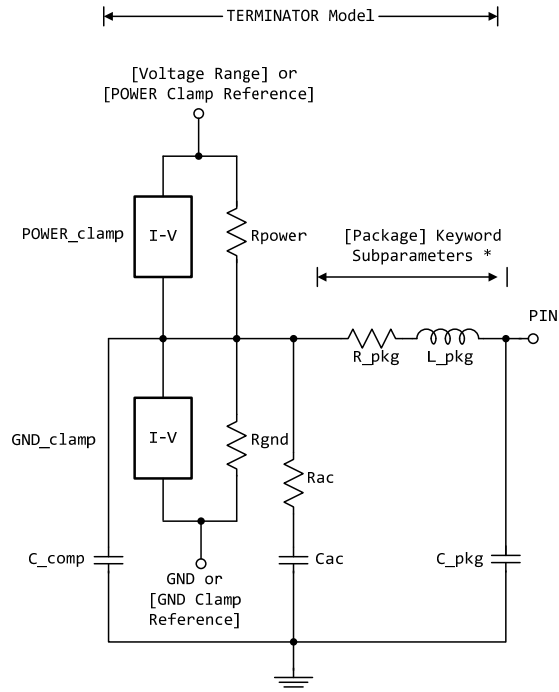 TERMINATOR Model
[Voltage Range] or
[POWER Clamp Reference]
POWER_clamp
I-V
Rpower
[Package] Keyword
Subparameters *
PIN
R_pkg
L_pkg
GND_clamp
I-V
Rgnd
Rac
C_comp
Cac
C_pkg
GND or
[GND Clamp
Reference]